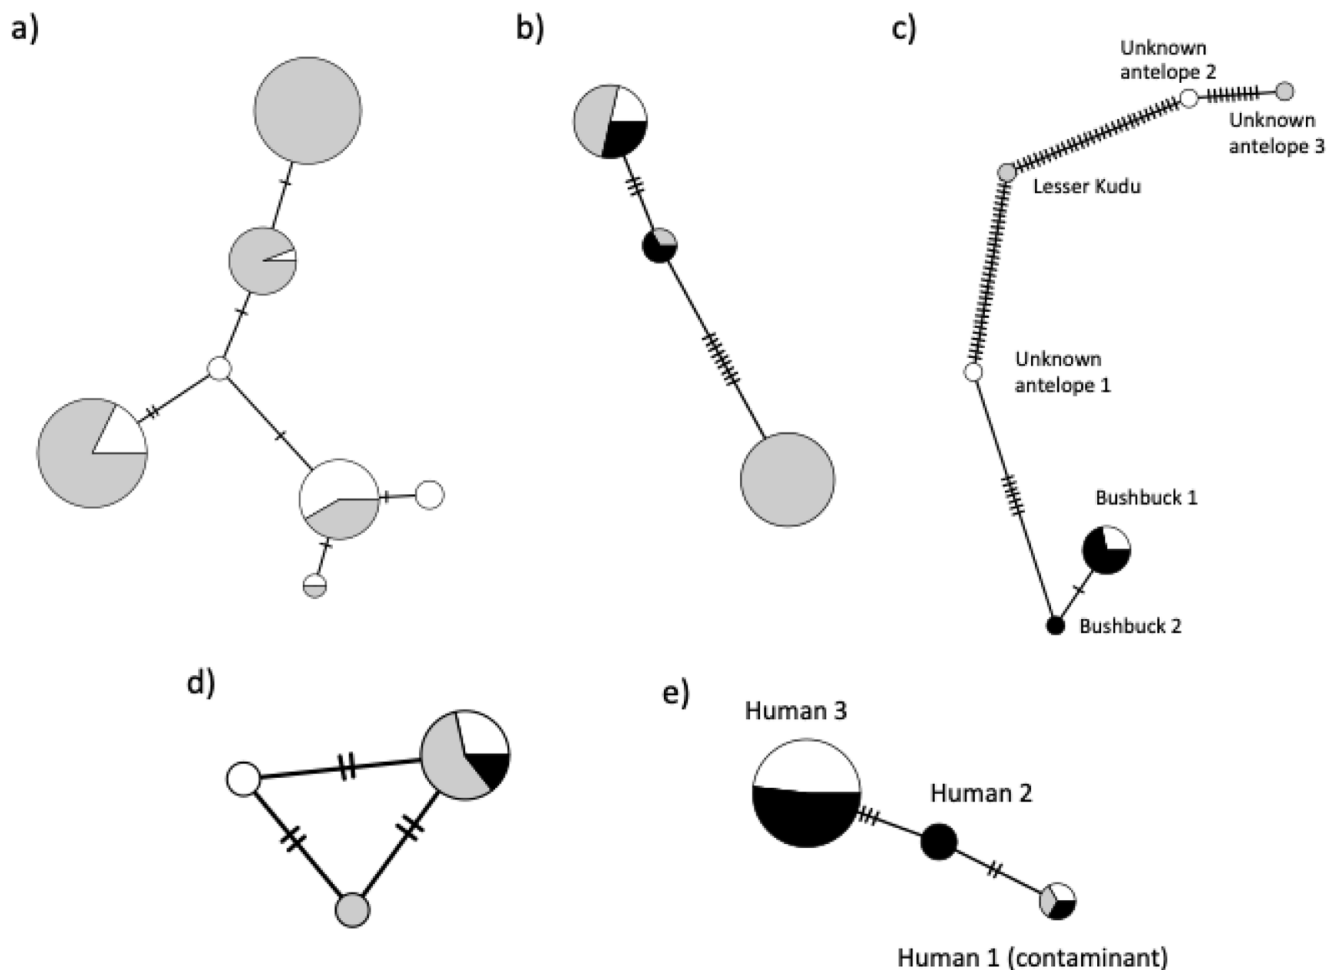 a)
b)
c)
Unknown
antelope 2
Unknown
antelope 3
Lesser Kudu
Unknown
antelope 1
Bushbuck 1
Bushbuck 2
d)
e)
Human 3
Human 2
Human 1 (contaminant)